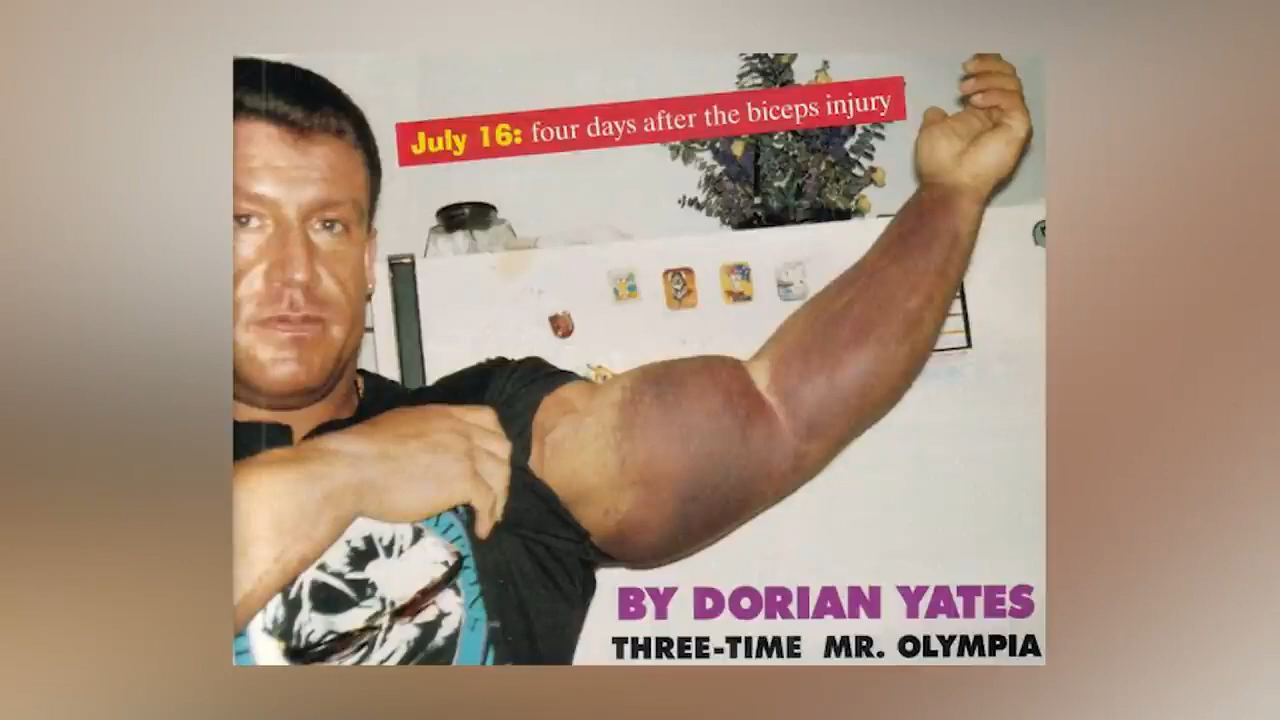 July 16: four days after the biceps injury
BY DORIAN YATES
THREE-TIME MR. OLYMPIA